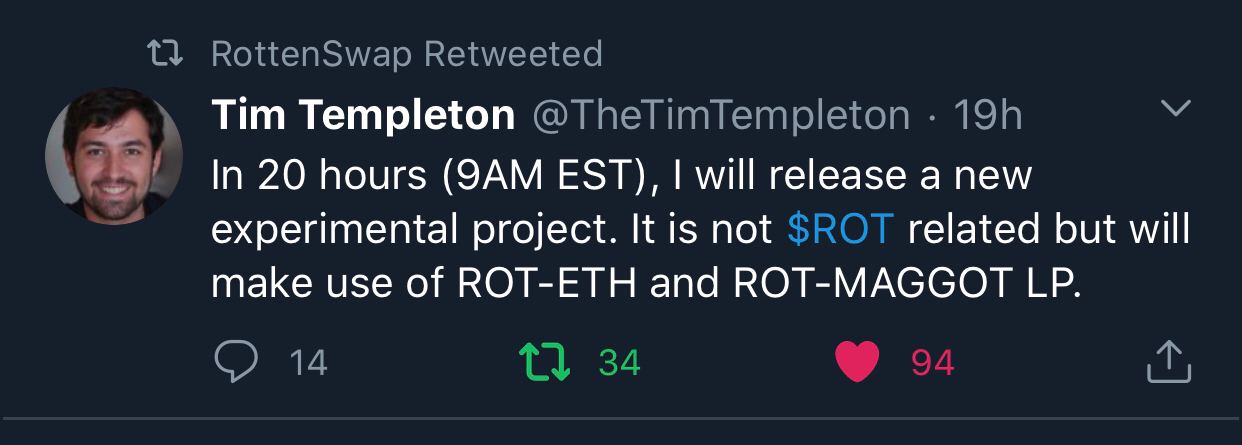 RottenSwap Retweeted
Tim Templeton @TheTimTempleton · 19h
In 20 hours (9AM EST), I will release a new
experimental project. It is not $ROT related but will
make use of ROT-ETH and ROT-MAGGOT LP.
14 34 94